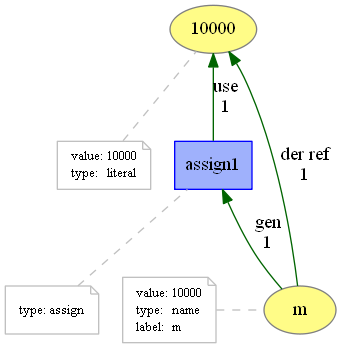 10000
use
1
value: 10000
type: literal
assign1
der ref
1
gen
1
type: assign
value: 10000
type: name
label: m
m